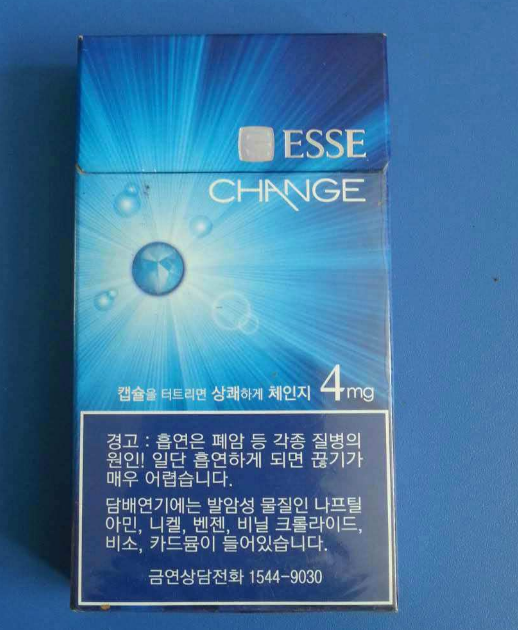 ESSE
CHANGE
캡슐을 터트리면 상쾌하게 체인지 4mg
경고 : 흡연은 폐암 등 각종 질병의
원인! 일단 흡연하게 되면 끊기가
매우 어렵습니다.
담배연기에는 발암성 물질인 나프틸
아민, 니켈, 벤젠, 비닐 크롤라이드,
비소, 카드뮴이 들어있습니다.
금연상담전화 1544-9030